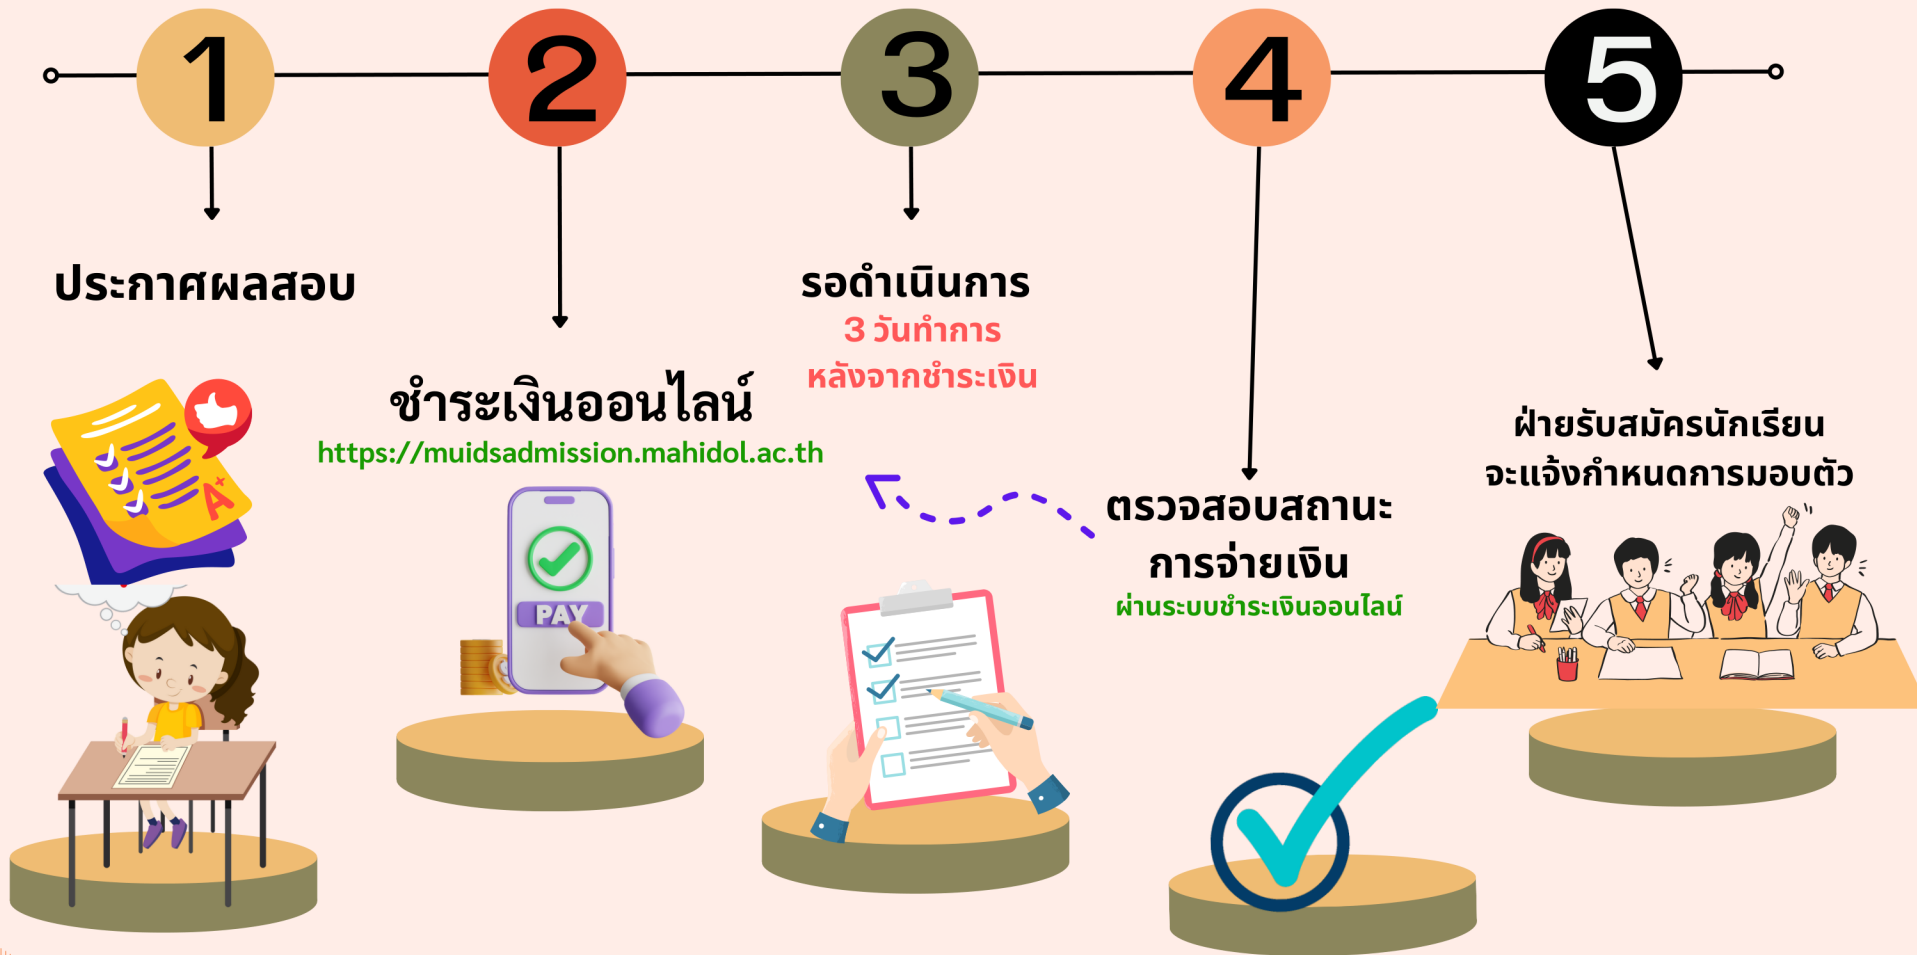 1
2
3
4
5
ประกาศผลสอบ
ชำระเงินออนไลน์
https://muidsadmission.mahidol.ac.th
PAY
รอดำเนินการ
3 วันทำการ
หลังจากชำระเงิน
ตรวจสอบสถานะ
การจ่ายเงิน
ผ่านระบบชำระเงินออนไลน์
ฝ่ายรับสมัครนักเรียน
จะแจ้งกำหนดการมอบตัว
A+